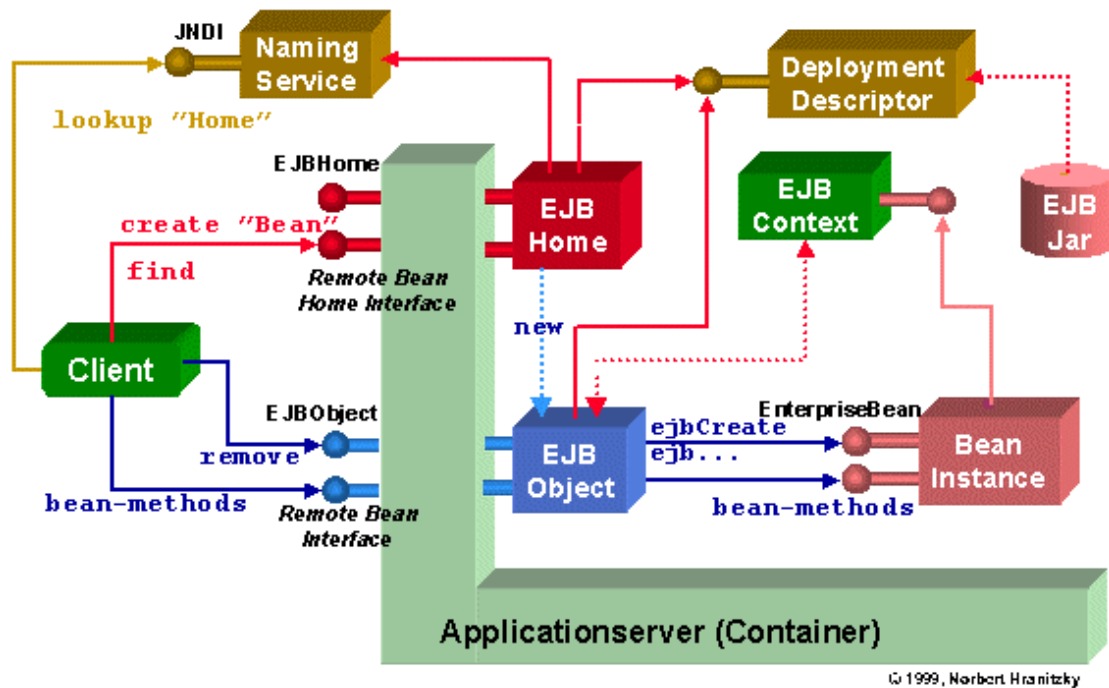 JNDI
Naming
Service
Deployment
Descriptor
lookup "Home"
EJBHome
EJB
Home
EJB
Context
EJB
Jar
create "Bean"
find
Remote Bean
Home Interface
new
Client
EJBObject
remove
bean-methods
Remote Bean
Interface
EJB
Object
ejbCreate
ejb...
bean-methods
EnterpriseBean
Bean
Instance
Applicationserver (Container)
© 1999, Norbert Hranitzky